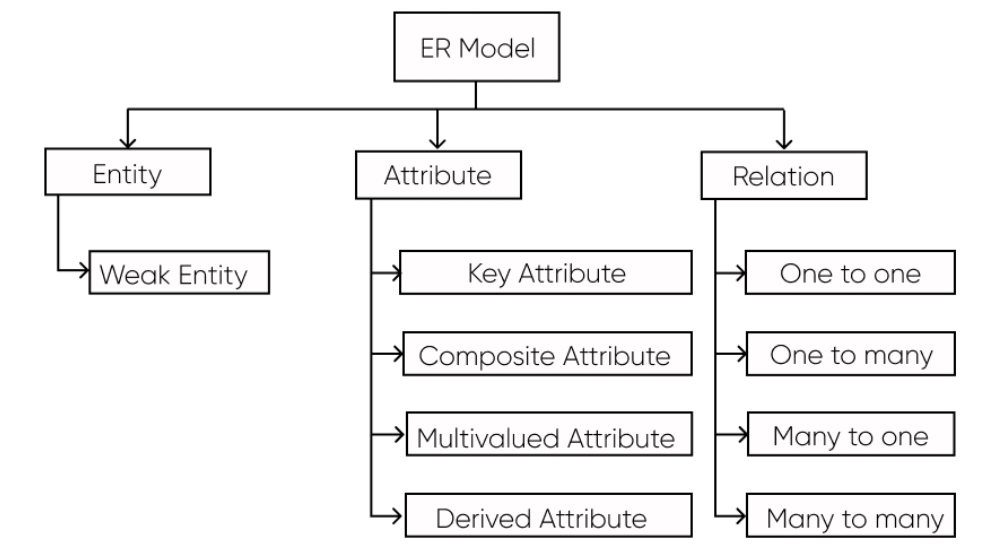 ER Model
Entity
Attribute
Relation
Weak Entity
Key Attribute
One to one
Composite Attribute
One to many
Multivalued Attribute
Many to one
Derived Attribute
Many to many